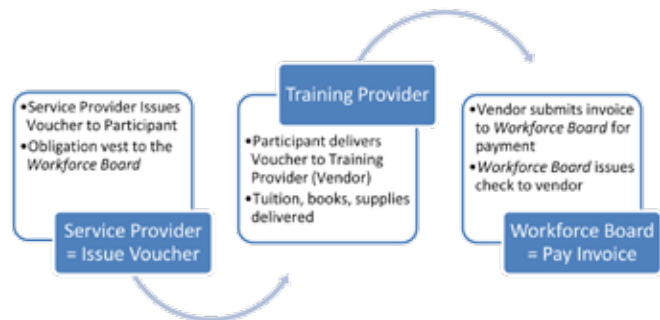 •Service Provider Issues
Voucher to Participant
•Obligation vest to the
Workforce Board
Service Provider
= Issue Voucher
Training Provider
•Participant delivers
Voucher to Training
Provider (Vendor)
•Tuition, books, supplies
delivered
•Vendor submits invoice
to Workforce Board for
payment
•Workforce Board issues
check to vendor
Workforce Board
= Pay Invoice